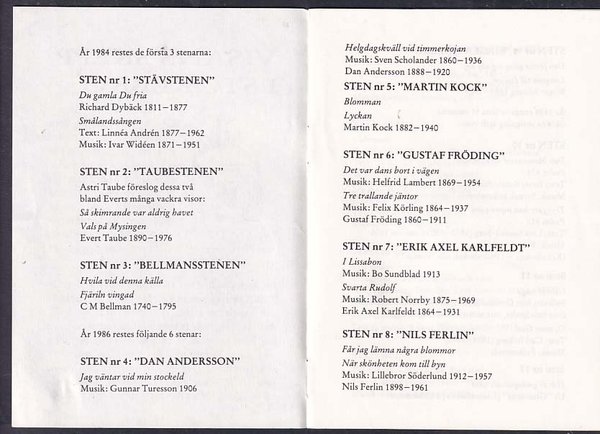 År 1984 restes de första 3 stenarna:
STEN nr 1: "STÄVSTENEN"
Du gamla Du fria
Richard Dybäck 1811–1877
Smålandssången
Text: Linnéa Andrén 1877–1962
Musik: Ivar Widéen 1871–1951
STEN nr 2: "TAUBESTENEN"
Astri Taube föreslog dessa två
bland Everts många vackra visor:
Så skimrande var aldrig havet
Vals på Mysingen
Evert Taube 1890–1976
STEN nr 3: "BELLMANSSTENEN"
Hvila vid denna källa
Fjäriln vingad
C M Bellman 1740–1795
År 1986 restes följande 6 stenar:
STEN nr 4: "DAN ANDERSSON"
Jag väntar vid min stockeld
Musik: Gunnar Turesson 1906
Helgdagskväll vid timmerkojan
Musik: Sven Scholander 1860–1936
Dan Andersson 1888–1920
STEN nr 5: "MARTIN KOCK"
Blomman
Lyckan
Martin Kock 1882–1940
STEN nr 6: "GUSTAF FRÖDING"
Det var dans bort i vägen
Musik: Helfrid Lambert 1869–1954
Tre trallande jäntor
Musik: Felix Körling 1864–1937
Gustaf Fröding 1860–1911
STEN nr 7: "ERIK AXEL KARLFELDT"
I Lissabon
Musik: Bo Sundblad 1913
Svarta Rudolf
Musik: Robert Norrby 1875–1969
Erik Axel Karlfeldt 1864–1931
STEN nr 8: "NILS FERLIN"
Får jag lämna några blommor
När skönheten kom till byn
Musik: Lillebror Söderlund 1912–1957
Nils Ferlin 1898–1961